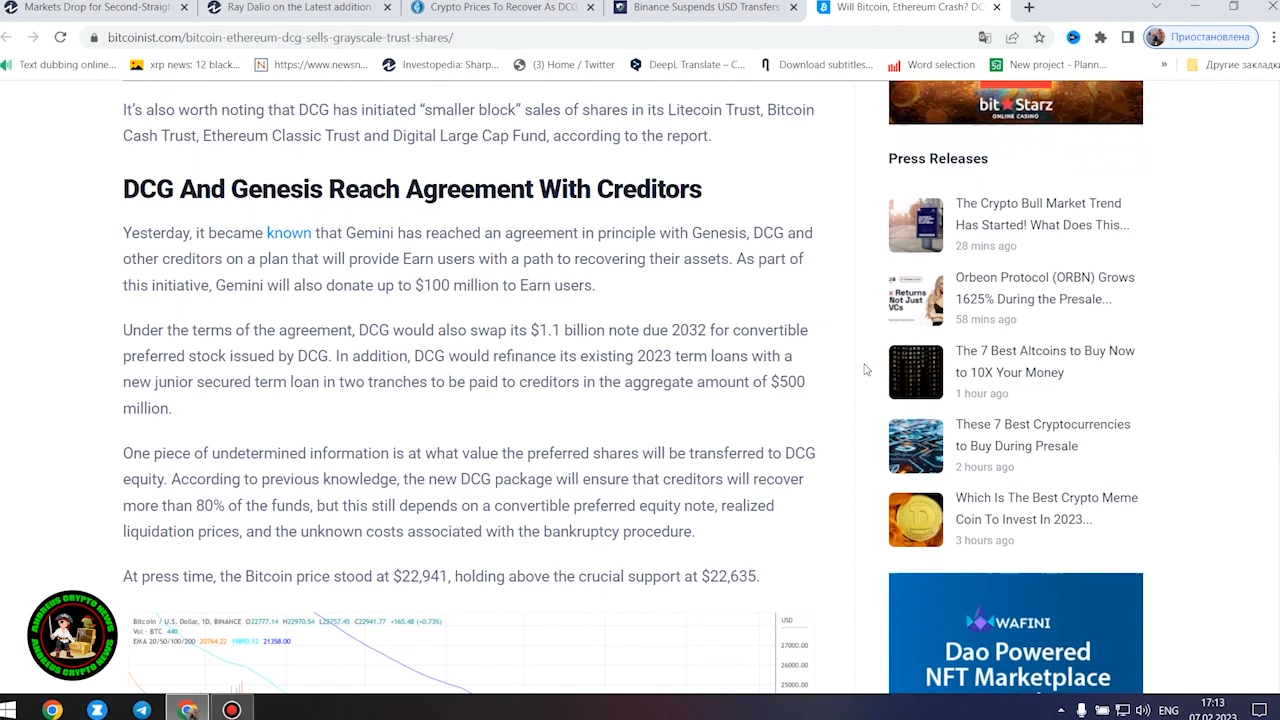 Markets Drop for Second-Straigh
Ray Dalio on the Latest addition
Crypto Prices To Recover As DCG
Binance Suspends USD Transfers
Will Bitcoin, Ethereum Crash? DC
bitcoinist.com/bitcoin-ethereum-dcg-sells-grayscale-trust-shares/
Приостановлена
Text dubbing online...
xrp news: 12 black...
https://www.newsn...
Investopedia: Sharp...
(3) Home / Twitter
DeepL Translate – C...
Download subtitles...
Word selection
New project - Plann...
»
Другие закладки
It's also worth noting that DCG has initiated “smaller block” sales of shares in its Litecoin Trust, Bitcoin
Cash Trust, Ethereum Classic Trust and Digital Large Cap Fund, according to the report.
DCG And Genesis Reach Agreement With Creditors
Yesterday, it became known that Gemini has reached an agreement in principle with Genesis, DCG and
other creditors on a plan that will provide Earn users with a path to recovering their assets. As part of
this initiative, Gemini will also donate up to $100 million to Earn users.
Under the terms of the agreement, DCG would also swap its $1.1 billion note due 2032 for convertible
preferred stock issued by DCG. In addition, DCG would refinance its existing 2023 term loans with a
new junior secured term loan in two tranches to be paid to creditors in the aggregate amount of $500
million.
One piece of undetermined information is at what value the preferred shares will be transferred to DCG
equity. According to previous knowledge, the new DCG package will ensure that creditors will recover
more than 80% of the funds, but this still depends on a convertible preferred equity note, realized
liquidation prices, and the unknown costs associated with the bankruptcy procedure.
At press time, the Bitcoin price stood at $22,941, holding above the crucial support at $22,635.
Bitcoin / U.S. Dollar, 1D, BINANCE O22777.14 H22970.54 L22757.45 C22941.77 +165.48 (+0.73%)
Vol · BTC 440
EMA 20/50/100/200 20764.22 19893.12 21358.00
USD
27000.00
26000.00
25000.00
ANDREUS CRYPTO NEWS
ANDREUS CRYPTO NEWS
bit★Starz
ONLINE CASINO
Press Releases
The Crypto Bull Market Trend
Has Started! What Does This...
28 mins ago
Orbeon Protocol (ORBN) Grows
1625% During the Presale...
58 mins ago
Returns
Not Just
VCs
The 7 Best Altcoins to Buy Now
to 10X Your Money
1 hour ago
These 7 Best Cryptocurrencies
to Buy During Presale
2 hours ago
Which Is The Best Crypto Meme
Coin To Invest In 2023...
3 hours ago
WAFINI
Dao Powered
NFT Marketplace
ENG
17:13
07.02.2023